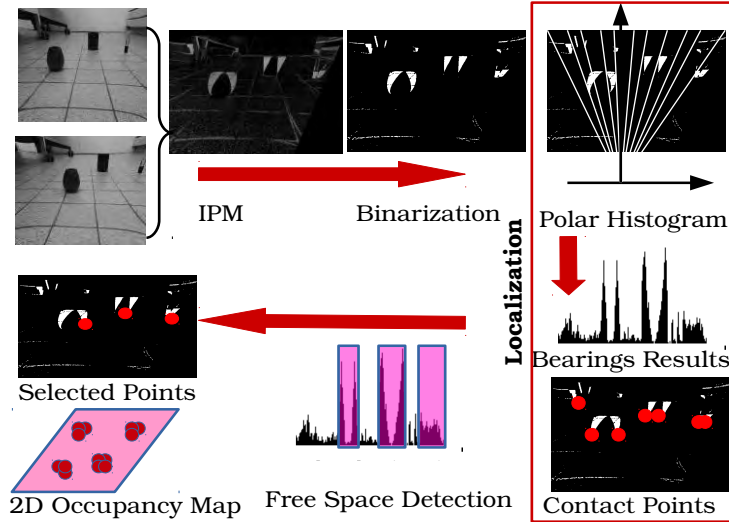 IPM
Binarization
Polar Histogram
Localization
Bearings Results
Selected Points
2D Occupancy Map
Free Space Detection
Contact Points